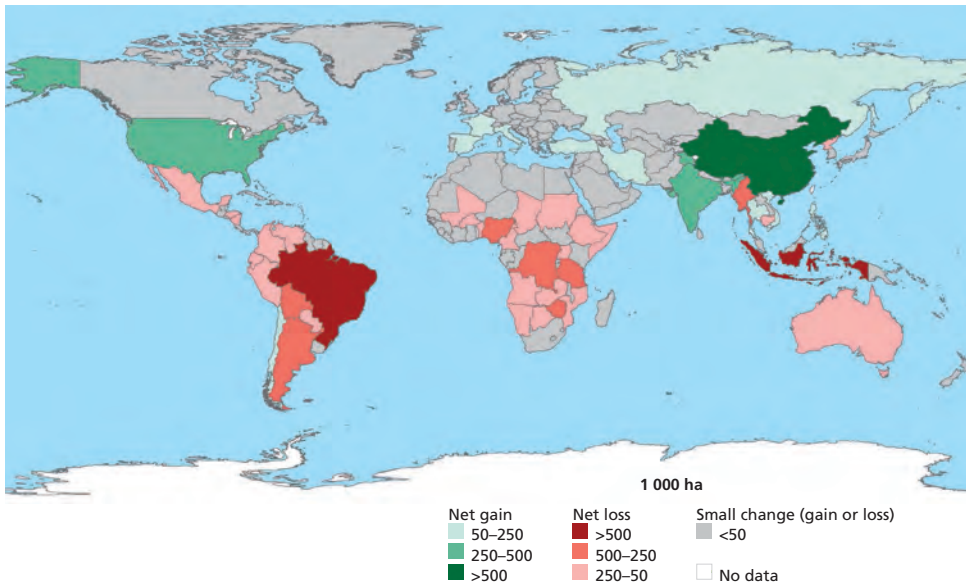 1 000 ha
Net gain
50–250
250–500
>500
Net loss
>500
500–250
250–50
Small change (gain or loss)
<50
No data